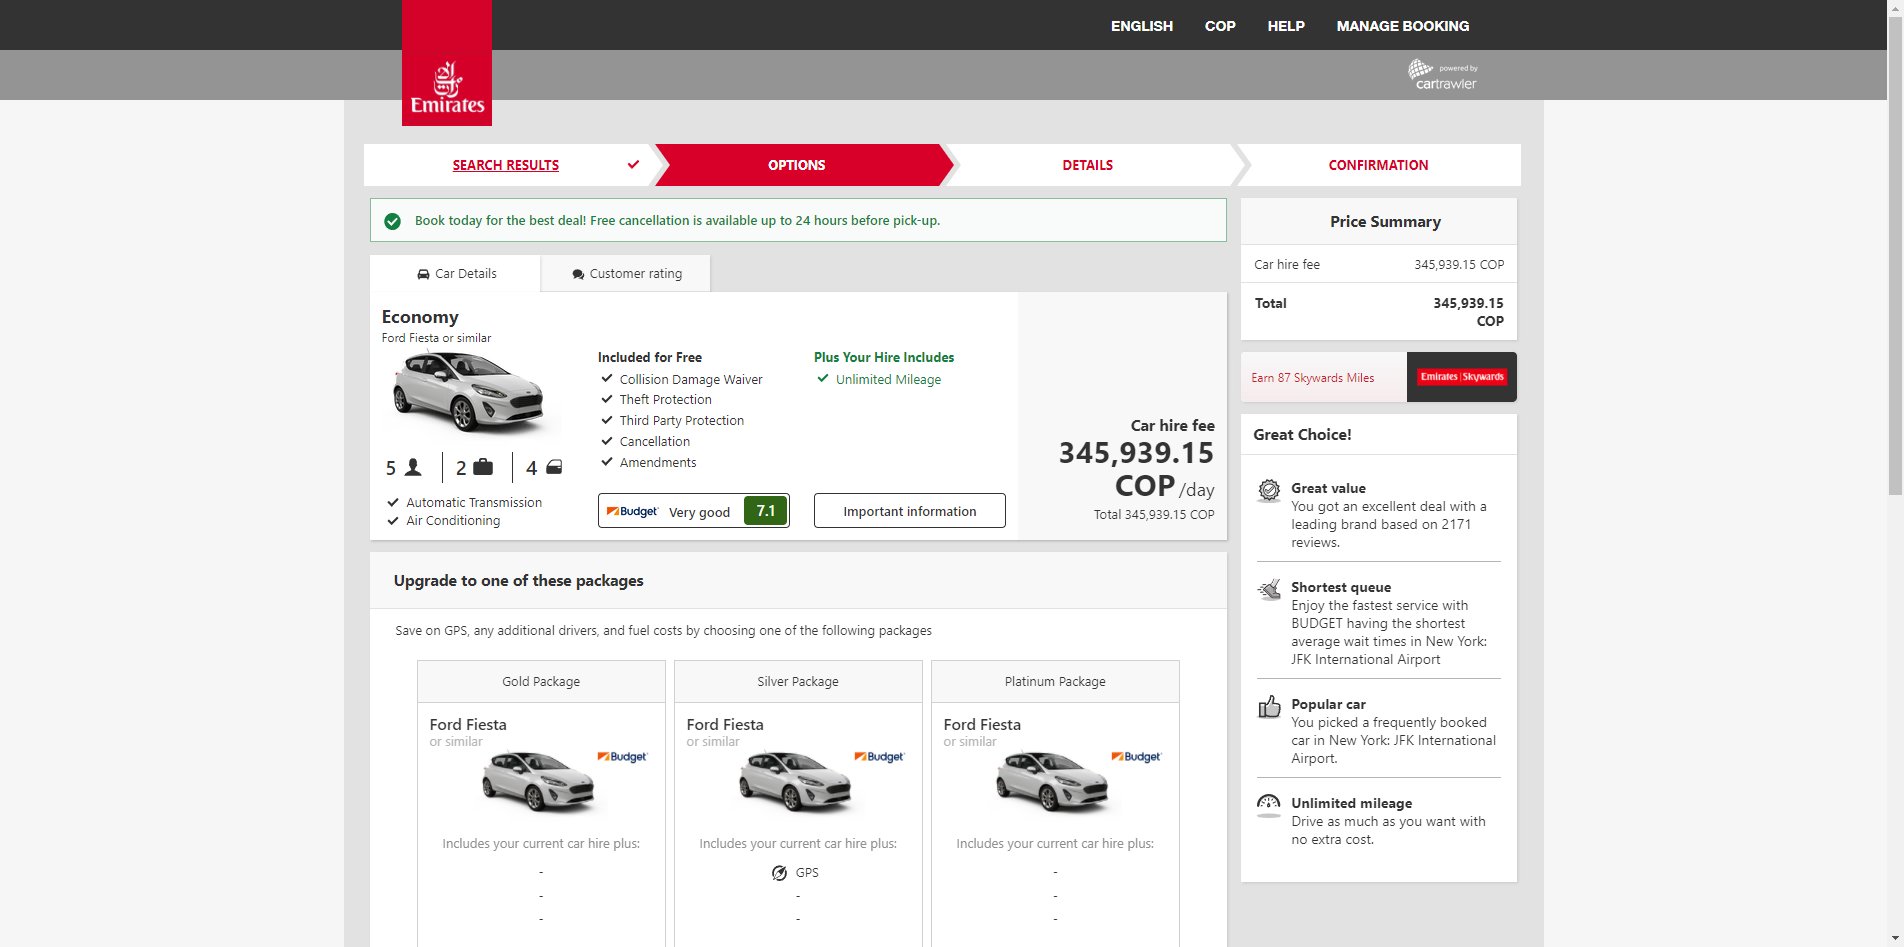 ENGLISH
COP
HELP
MANAGE BOOKING
Emirates
powered by
cartrawler
SEARCH RESULTS
OPTIONS
DETAILS
CONFIRMATION
Book today for the best deal! Free cancellation is available up to 24 hours before pick-up.
Car Details
Customer rating
Economy
Ford Fiesta or similar
5
2
4
Automatic Transmission
Air Conditioning
Included for Free
Collision Damage Waiver
Theft Protection
Third Party Protection
Cancellation
Amendments
Budget
Very good
7.1
Plus Your Hire Includes
Unlimited Mileage
Important information
Car hire fee
345,939.15
COP /day
Total 345,939.15 COP
Upgrade to one of these packages
Save on GPS, any additional drivers, and fuel costs by choosing one of the following packages
Gold Package
Ford Fiesta
or similar
Budget
Includes your current car hire plus:
-
-
-
Silver Package
Ford Fiesta
or similar
Budget
Includes your current car hire plus:
GPS
-
-
Platinum Package
Ford Fiesta
or similar
Budget
Includes your current car hire plus:
-
-
-
Price Summary
Car hire fee 345,939.15 COP
Total 345,939.15
COP
Earn 87 Skywards Miles
Emirates | Skywards
Great Choice!
Great value
You got an excellent deal with a
leading brand based on 2171
reviews.
Shortest queue
Enjoy the fastest service with
BUDGET having the shortest
average wait times in New York:
JFK International Airport
Popular car
You picked a frequently booked
car in New York: JFK International
Airport.
Unlimited mileage
Drive as much as you want with
no extra cost.